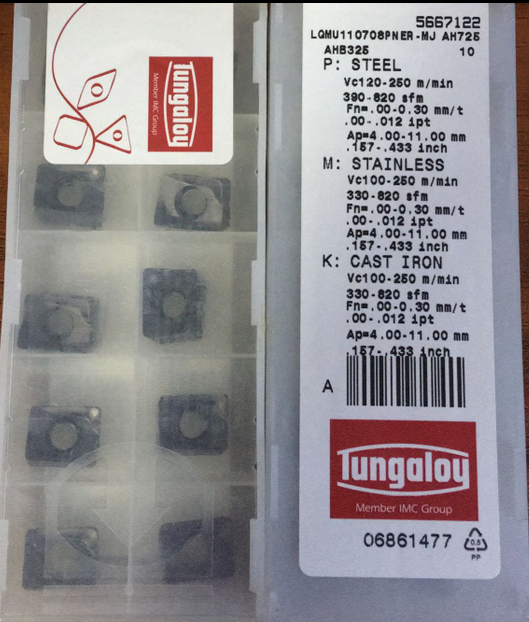 Tungaloy
Member IMC Group
5667122
LQMU110708PNER-MJ AH725
AHB325 10
P: STEEL
Vc120-250 m/min
390-820 sfm
Fn=.00-0.30 mm/t
.00-.012 ipt
Ap=4.00-11.00 mm
.157-.433 inch
M: STAINLESS
Vc100-250 m/min
330-820 sfm
Fn=.00-0.30 mm/t
.00-.012 ipt
Ap=4.00-11.00 mm
.157-.433 inch
K: CAST IRON
Vc100-250 m/min
330-820 sfm
Fn=.00-0.30 mm/t
.00-.012 ipt
Ap=4.00-11.00 mm
.157-.433 inch
A
Tungaloy
Member IMC Group
06861477
0.5
PP